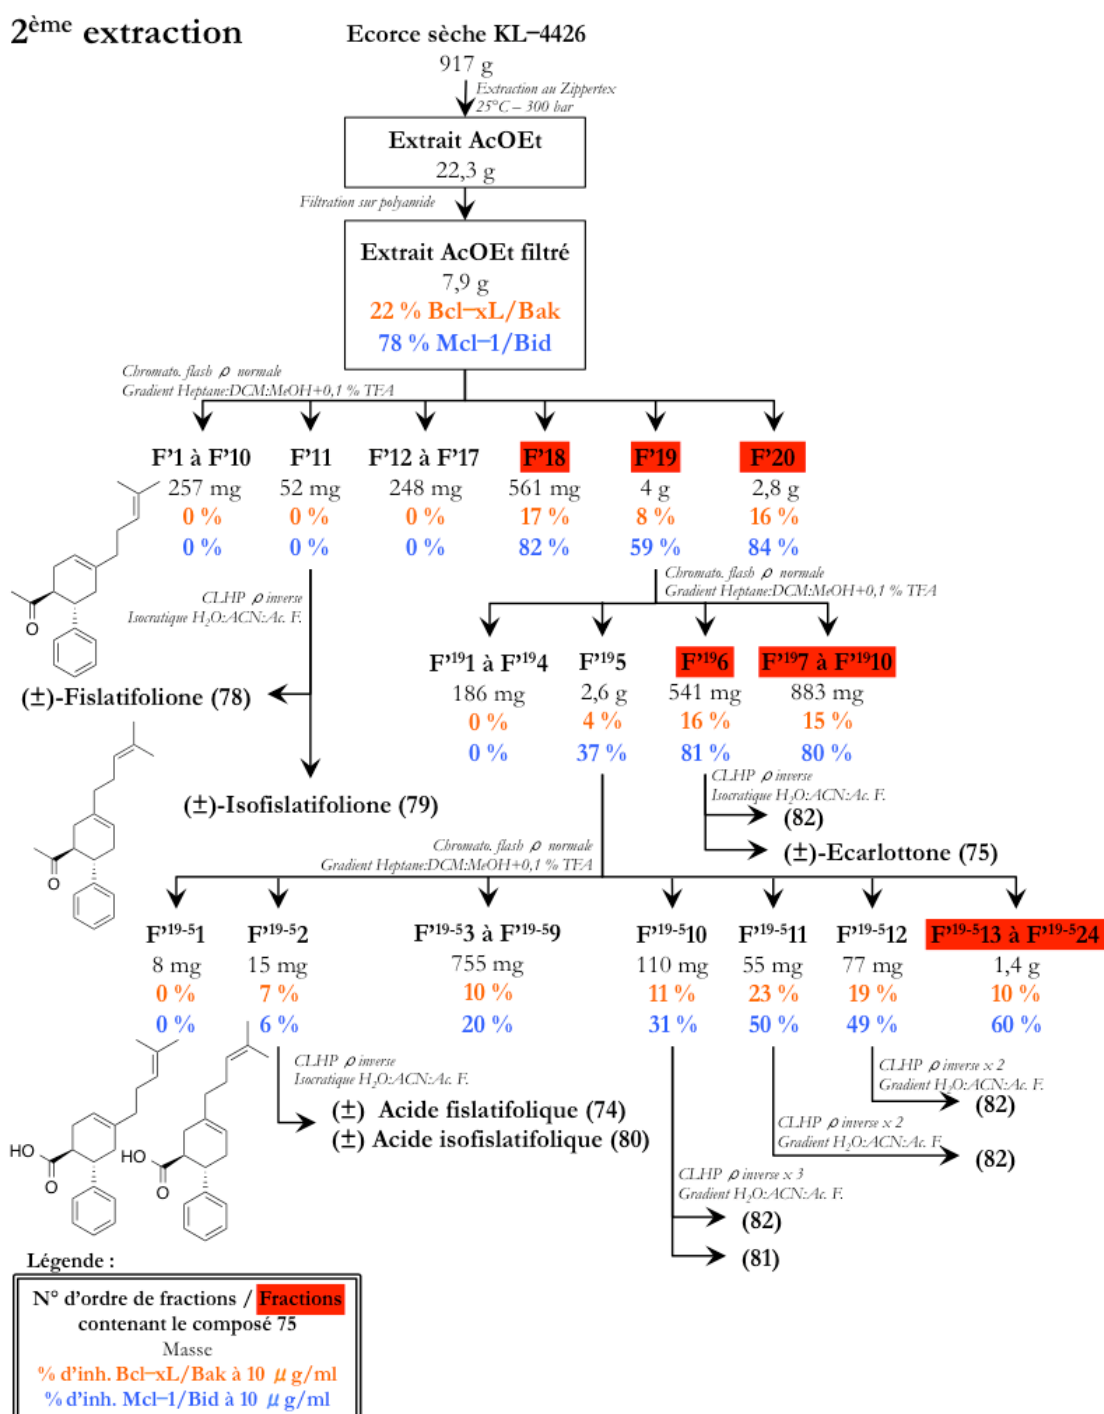 2ème extraction
Ecorce sèche KL–4426
917 g
Extraction au Zippertex
25°C – 300 bar
Extrait AcOEt
22,3 g
Filtration sur polyamide
Extrait AcOEt filtré
7,9 g
22 % Bcl–xL/Bak
78 % Mcl–1/Bid
Chromato. flash ρ normale
Gradient Heptane:DCM:MeOH+0,1 % TFA
F'1 à F'10 F'11 F'12 à F'17 F'18 F'19 F'20
257 mg 52 mg 248 mg 561 mg 4 g 2,8 g
0 % 0 % 0 % 17 % 8 % 16 %
0 % 0 % 0 % 82 % 59 % 84 %
Chromato. flash ρ normale
Gradient Heptane:DCM:MeOH+0,1 % TFA
CLHP ρ inverse
Isocratique H₂O:ACN:Ac. F.
O
F'¹⁹1 à F'¹⁹4 F'¹⁹5 F'¹⁹6 F'¹⁹7 à F'¹⁹10
186 mg 2,6 g 541 mg 883 mg
0 % 4 % 16 % 15 %
0 % 37 % 81 % 80 %
(±)-Fislatifolione (78)
CLHP ρ inverse
Isocratique H₂O:ACN:Ac. F.
(±)-Isofislatifolione (79)
(82)
(±)-Ecarlottone (75)
O
Chromato. flash ρ normale
Gradient Heptane:DCM:MeOH+0,1 % TFA
F'¹⁹⁻⁵1 F'¹⁹⁻⁵2 F'¹⁹⁻⁵3 à F'¹⁹⁻⁵9 F'¹⁹⁻⁵10 F'¹⁹⁻⁵11 F'¹⁹⁻⁵12 F'¹⁹⁻⁵13 à F'¹⁹⁻⁵24
8 mg 15 mg 755 mg 110 mg 55 mg 77 mg 1,4 g
0 % 7 % 10 % 11 % 23 % 19 % 10 %
0 % 6 % 20 % 31 % 50 % 49 % 60 %
CLHP ρ inverse
Isocratique H₂O:ACN:Ac. F.
CLHP ρ inverse x 2
Gradient H₂O:ACN:Ac. F.
(82)
(±) Acide fislatifolique (74)
(±) Acide isofislatifolique (80)
CLHP ρ inverse x 2
Gradient H₂O:ACN:Ac. F
(82)
HO
O
HO
O
CLHP ρ inverse x 3
Gradient H₂O:ACN:Ac. F.
(82)
(81)
Légende :
N° d'ordre de fractions / Fractions
contenant le composé 75
Masse
% d'inh. Bcl–xL/Bak à 10 μg/ml
% d'inh. Mcl–1/Bid à 10 μg/ml